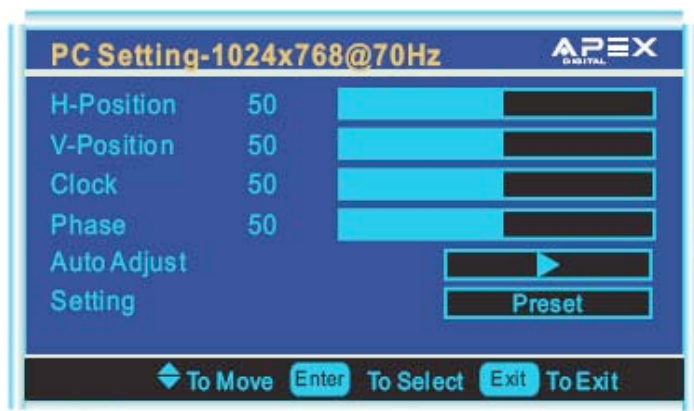 PC Setting-1024x768@70Hz APEX DIGITAL
H-Position 50
V-Position 50
Clock 50
Phase 50
Auto Adjust
Setting Preset
To Move Enter To Select Exit To Exit